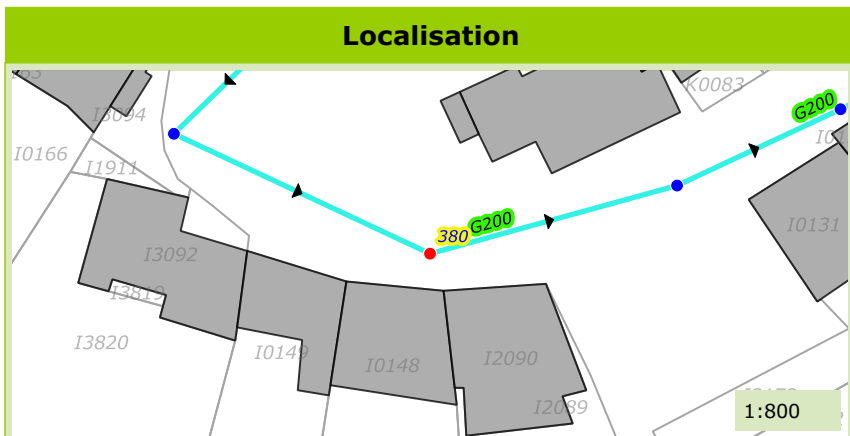 Localisation
I3094
K0083
G200
I0166
I1911
I0131
380
G200
I3092
I3819
I3820
I0149
I0148
I2090
I2089
1:800